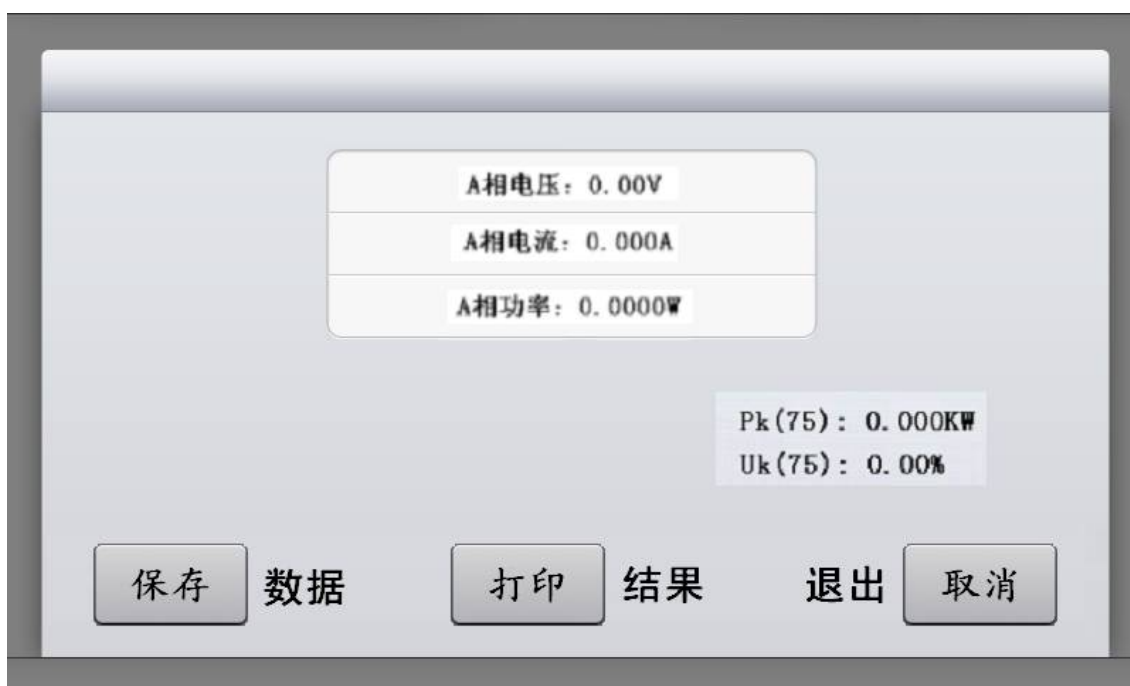 A相电压：0.00V
A相电流：0.000A
A相功率：0.0000W
Pk(75)：0.000KW
Uk(75)：0.00%
保存 数据 打印 结果 退出 取消